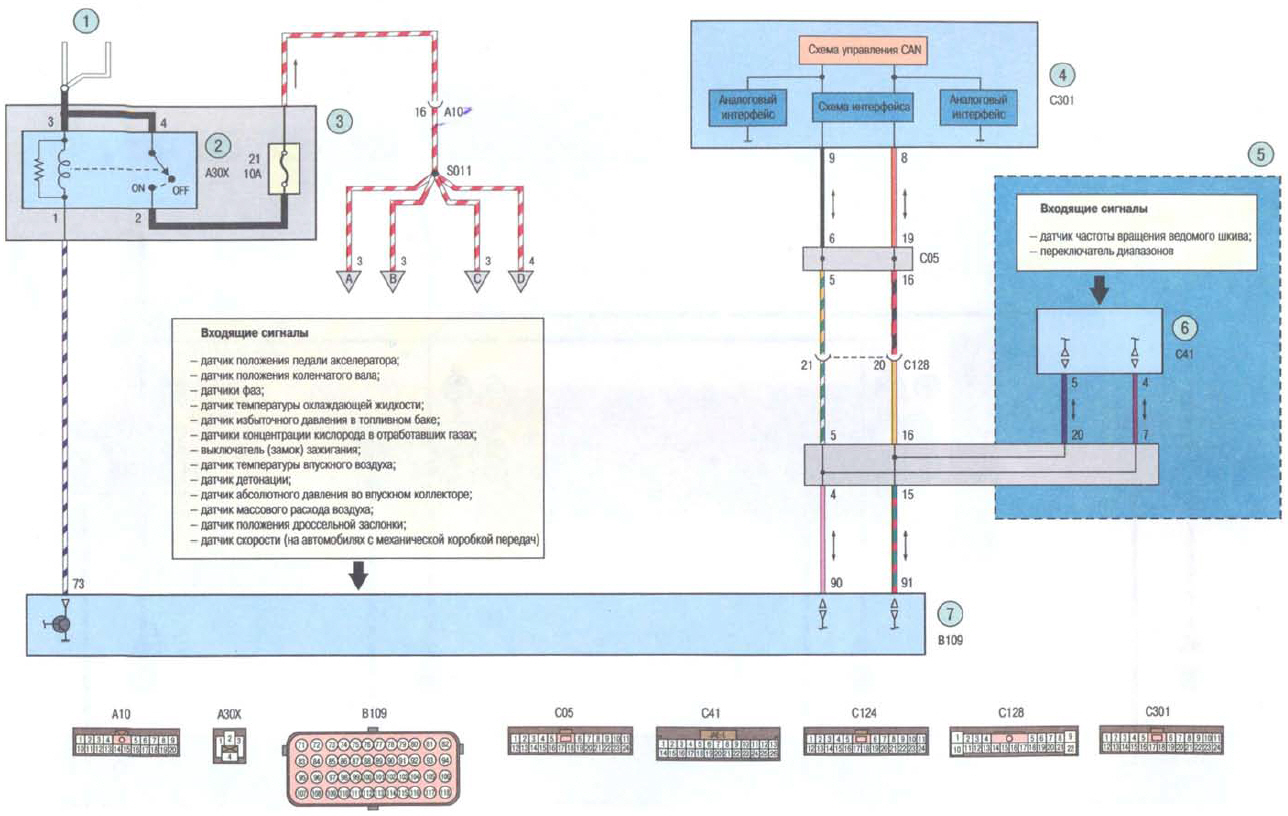 1
3
4
2
A30X
ON
OFF
1
2
21
10A
3
16
A10
S011
3
3
3
4
A
B
C
D
Схема управления CAN
Аналоговый интерфейс
Схема интерфейса
Аналоговый интерфейс
4
C301
9
8
6
19
C05
5
16
21
20
C128
5
16
4
15
90
91
5
Входящие сигналы
– датчик частоты вращения ведомого шкива;
– переключатель диапазонов
6
C41
5
4
20
7
Входящие сигналы
– датчик положения педали акселератора;
– датчик положения коленчатого вала;
– датчики фаз;
– датчик температуры охлаждающей жидкости;
– датчик избыточного давления в топливном баке;
– датчики концентрации кислорода в отработавших газах;
– выключатель (замок) зажигания;
– датчик температуры впускного воздуха;
– датчик детонации;
– датчик абсолютного давления во впускном коллекторе;
– датчик массового расхода воздуха;
– датчик положения дроссельной заслонки;
– датчик скорости (на автомобилях с механической коробкой передач)
73
7
B109
A10
A30X
B109
C05
C41
C124
C128
C301